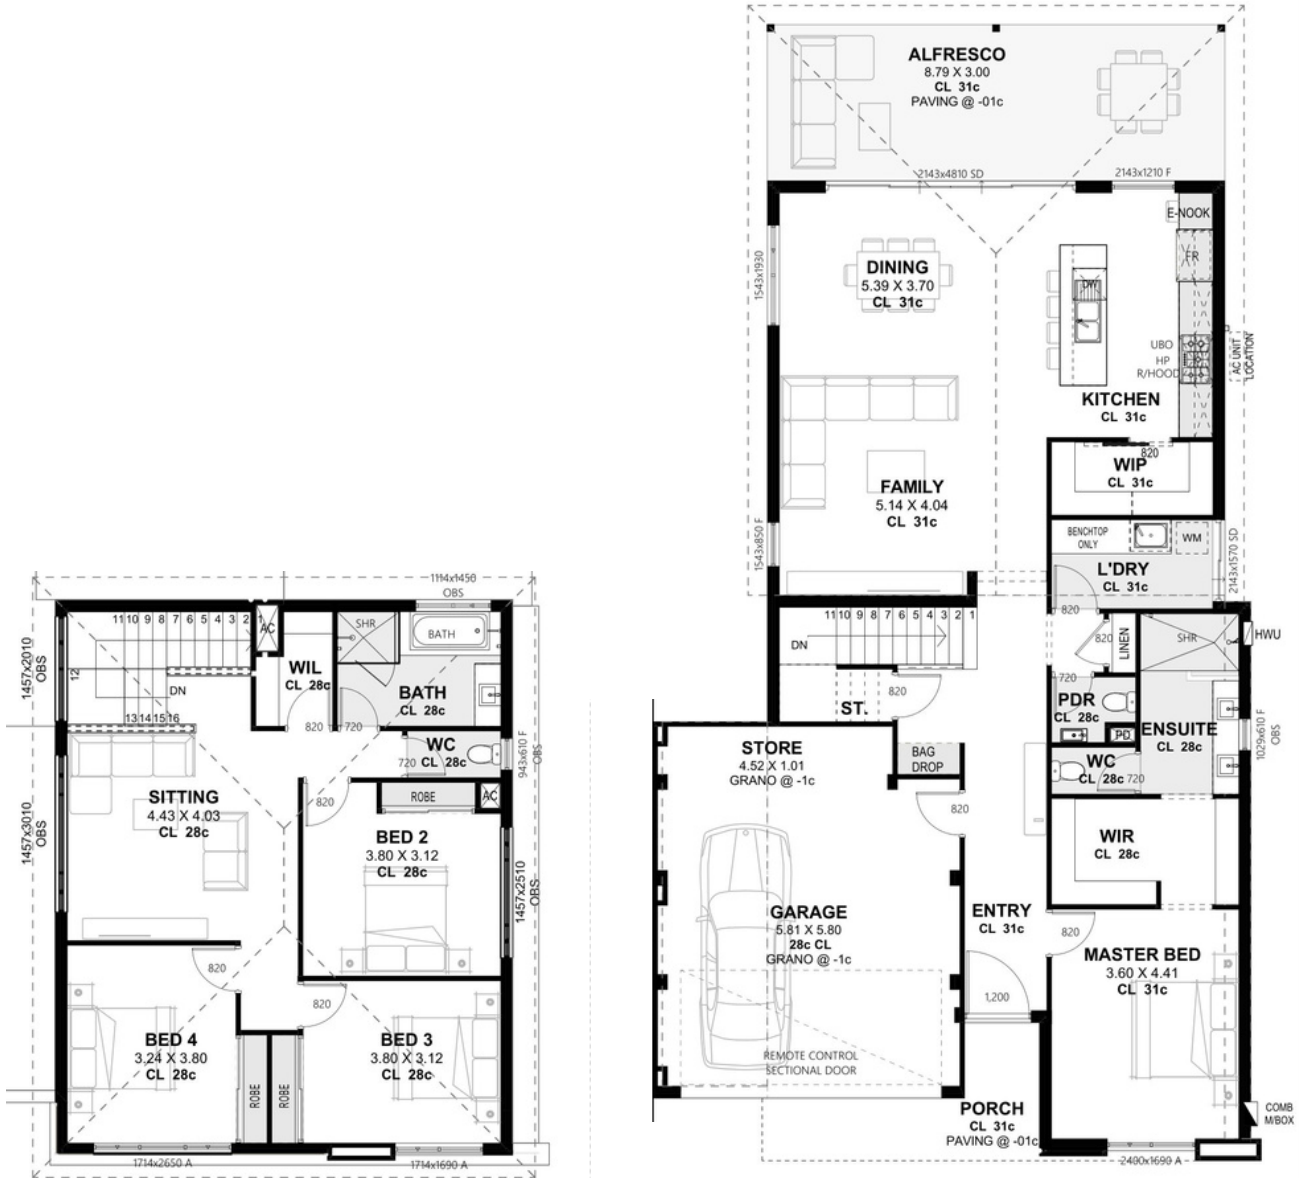 ALFRESCO
8.79 X 3.00
CL 31c
PAVING @ -01c
2143x4810 SD
2143x1210 F
E-NOOK
FR
DINING
5.39 X 3.70
CL 31c
1543x1930
DW
UBO
HP
R/HOOD
AC UNIT
LOCATION
KITCHEN
CL 31c
820
WIP
CL 31c
FAMILY
5.14 X 4.04
CL 31c
1543x850 F
BENCHTOP
ONLY
WM
L'DRY
CL 31c
2143x1570 SD
820
11 10 9 8 7 6 5 4 3 2 1
DN
820
LINEN
SHR
HWU
ST.
820
720
PDR
CL 28c
PD
ENSUITE
CL 28c
1029x610 F
OBS
STORE
4.52 X 1.01
GRANO @ -1c
BAG
DROP
WC
CL 28c
720
820
WIR
CL 28c
GARAGE
5.81 X 5.80
28c CL
GRANO @ -1c
ENTRY
CL 31c
820
MASTER BED
3.60 X 4.41
CL 31c
1,200
REMOTE CONTROL
SECTIONAL DOOR
PORCH
CL 31c
PAVING @ -01c
COMB
M/BOX
2400x1690 A
1114x1450
OBS
11 10 9 8 7 6 5 4 3 2 1
AC
SHR
BATH
1457x2010
OBS
12
DN
WIL
CL 28c
BATH
CL 28c
13 14 15 16
820
720
WC
CL 28c
720
943x610 F
OBS
SITTING
4.43 X 4.03
CL 28c
820
ROBE
AC
1457x3010
OBS
BED 2
3.80 X 3.12
CL 28c
1457x2510
OBS
820
820
BED 4
3.24 X 3.80
CL 28c
BED 3
3.80 X 3.12
CL 28c
ROBE
ROBE
1714x2650 A
1714x1690 A